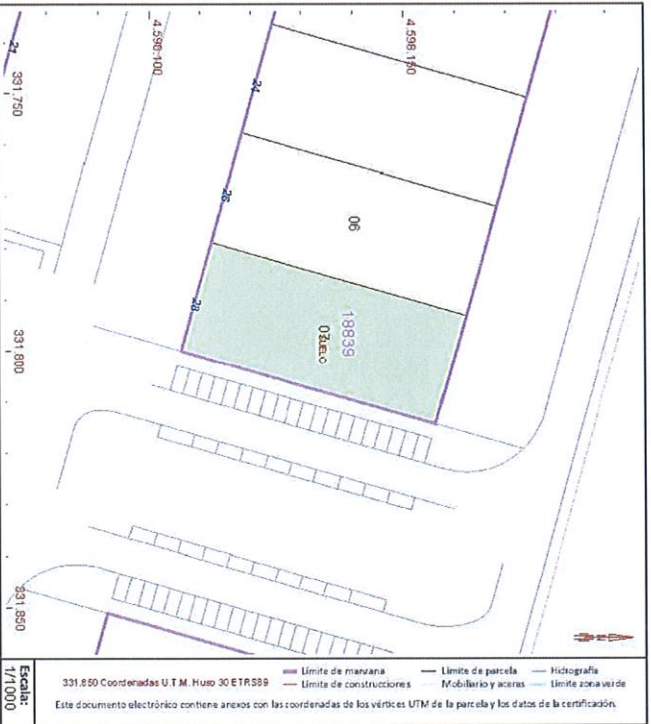 4.598.100
4.598.150
24
06
26
28
18839
07
SUELO
27
331.750
331.800
331.850
Escala:
1/1000
331.850 Coordenadas U.T.M. Huso 30 ETRS89
Límite de manzana
Límite de parcela
Hidrografía
Límite de construcciones
Mobiliario y aceras
Límite zona verde
Este documento electrónico contiene anexos con las coordenadas de los vértices UTM de la parcela y los datos de la certificación.